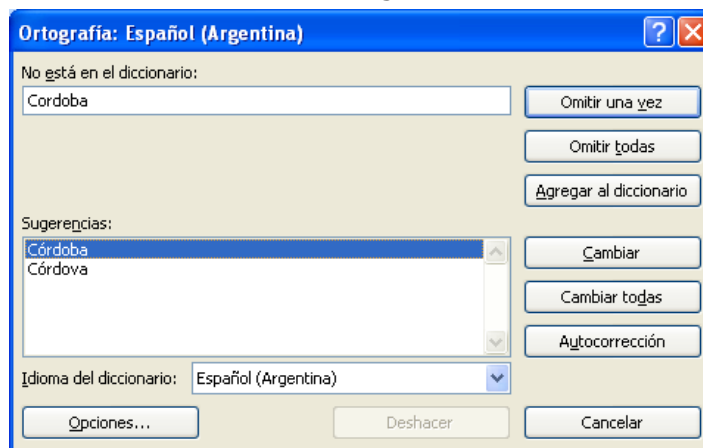 Ortografía: Español (Argentina)
No está en el diccionario:
Cordoba
Omitir una vez
Omitir todas
Agregar al diccionario
Sugerencias:
Córdoba
Córdova
Cambiar
Cambiar todas
Autocorrección
Idioma del diccionario: Español (Argentina)
Opciones... Deshacer Cancelar